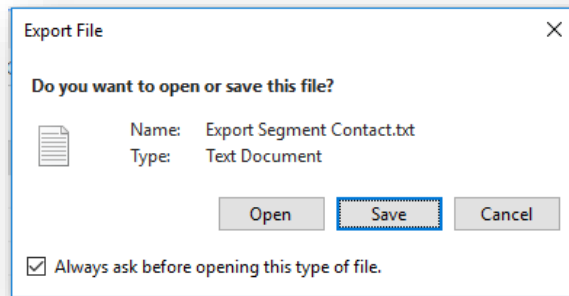 Export File
Do you want to open or save this file?
Name: Export Segment Contact.txt
Type: Text Document
Open Save Cancel
Always ask before opening this type of file.